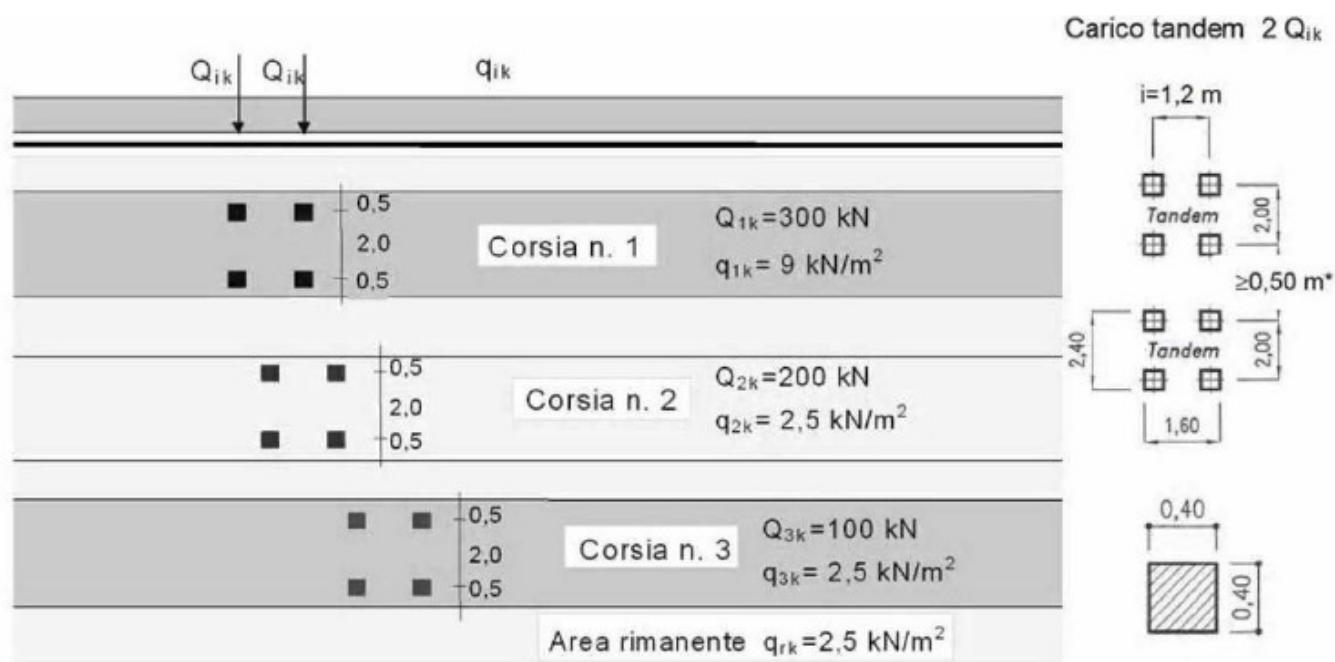 Carico tandem 2 Qik
Qik Qik qik
i=1,2 m
0,5
2,0
0,5
Corsia n. 1
Q1k=300 kN
q1k= 9 kN/m²
Tandem
2,00
≥0,50 m*
0,5
2,0
0,5
Corsia n. 2
Q2k=200 kN
q2k= 2,5 kN/m²
2,40
Tandem
2,00
1,60
0,5
2,0
0,5
Corsia n. 3
Q3k=100 kN
q3k= 2,5 kN/m²
0,40
0,40
Area rimanente qrk=2,5 kN/m²